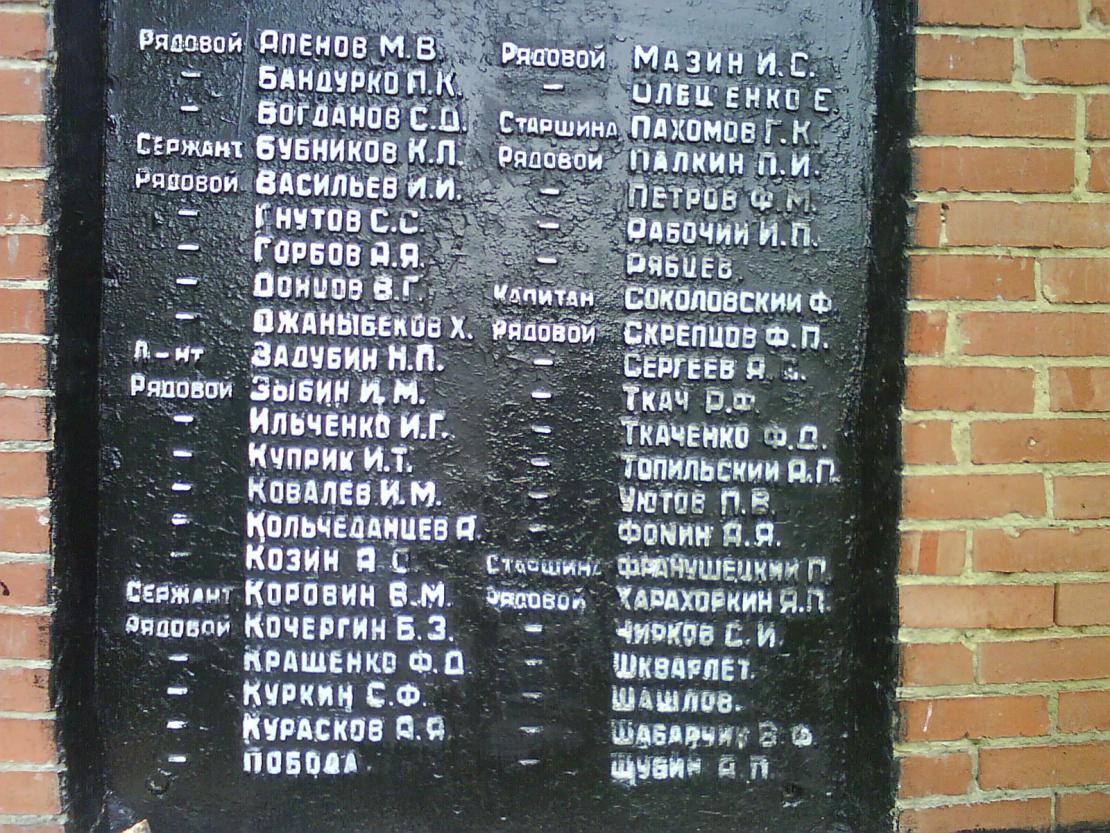 Рядовой АПЕНОВ М.В.
– БАНДУРКО П.К.
– БОГДАНОВ С.Д.
Сержант БУБНИКОВ К.П.
Рядовой ВАСИЛЬЕВ И.И.
– ГНУТОВ С.С.
– ГОРБОВ А.Я.
– ДОНЦОВ В.Г.
– ДЖАНЫБЕКОВ Х.
Л-нт ЗАДУБИН Н.П.
Рядовой ЗЫБИН И.М.
– ИЛЬЧЕНКО И.Г.
– КУПРИК И.Т.
– КОВАЛЕВ И.М.
– КОЛЬЧЕДАНЦЕВ А.
– КОЗИН А С.
Сержант КОРОВИН В.М.
Рядовой КОЧЕРГИН Б.З.
– КРАЩЕНКО Ф.Д
– КУРКИН С.Ф.
– КУРАСКОВ А.Я
– ПОБОДА.
Рядовой МАЗИН И.С.
– ОЛЕЩЕНКО Е.
Старшина ПАХОМОВ Г.К.
Рядовой ПАЛКИН П.И.
– ПЕТРОВ Ф.М.
– РАБОЧИЙ И.П.
– РЯБЦЕВ.
Капитан СОКОЛОВСКИЙ Ф.
Рядовой СКРЕПЦОВ Ф.П.
– СЕРГЕЕВ А.
– ТКАЧ Р.Ф.
– ТКАЧЕНКО Ф.Д.
– ТОПИЛЬСКИЙ А.П.
– УЮТОВ П.В.
– ФОМИН А.Я.
Старшина ФРАНУШЕЦКИЙ П.
Рядовой ХАРАХОРКИН Я.П.
– ЧИРКОВ С.И.
– ШКВАРЛЕТ.
– ШАШЛОВ.
– ШАБАРЧИН В.Ф.
– ЩУБИН А.П.